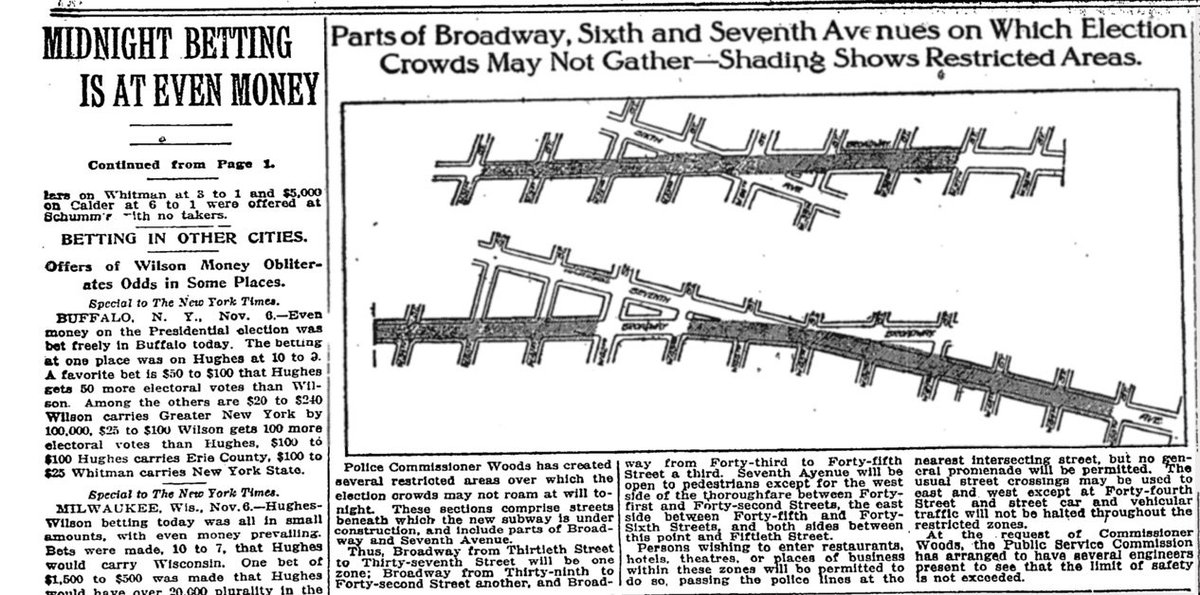 MIDNIGHT BETTING
IS AT EVEN MONEY
Continued from Page 1.
lers on Whitman at 3 to 1 and $5,000
on Calder at 6 to 1 were offered at
with no takers.
BETTING IN OTHER CITIES.
Offers of Wilson Money Obliter-
ates Odds in Some Places.
Special to The New York Times.
BUFFALO, N. Y., Nov. 6.—Even
money on the Presidential election was
bet freely in Buffalo today. The betting
at one place was on Hughes at 10 to 9.
A favorite bet is $50 to $100 that Hughes
gets 50 more electoral votes than Wil-
son. Among the others are $20 to $240
Wilson carries Greater New York by
100,000, $25 to $100 Wilson gets 100 more
electoral votes than Hughes, $100 to
$100 Hughes carries Erie County, $100 to
$25 Whitman carries New York State.
Special to The New York Times.
MILWAUKEE, Wis., Nov. 6.—Hughes-
Wilson betting today was all in small
amounts, with even money prevailing.
Bets were made, 10 to 7, that Hughes
would carry Wisconsin. One bet of
$1,500 to $500 was made that Hughes
would have over 20,000 plurality in the
Parts of Broadway, Sixth and Seventh Avenues on Which Election
Crowds May Not Gather—Shading Shows Restricted Areas.
SIXTH
BROADWAY
AVE
SEVENTH
BROADWAY
BROADWAY
AVE
Police Commissioner Woods has created
several restricted areas over which the
election crowds may not roam at will to-
night. These sections comprise streets
beneath which the new subway is under
construction, and include parts of Broad-
way and Seventh Avenue.
Thus, Broadway from Thirtieth Street
to Thirty-seventh Street will be one
zone; Broadway from Thirty-ninth to
Forty-second Street another, and Broad-
way from Forty-third to Forty-fifth
Street a third. Seventh Avenue will be
open to pedestrians except for the west
side of the thoroughfare between Forty-
first and Forty-second Streets, the east
side between Forty-fifth and Forty-
Sixth Streets, and both sides between
this point and Fiftieth Street.
Persons wishing to enter restaurants,
hotels, theatres, or places of business
within these zones will be permitted to
do so, passing the police lines at the
nearest intersecting street, but no gen-
eral promenade will be permitted. The
usual street crossings may be used to
east and west except at Forty-fourth
Street and street car and vehicular
traffic will not be halted throughout the
restricted zones.
At the request of Commissioner
Woods, the Public Service Commission
has arranged to have several engineers
present to see that the limit of safety
is not exceeded.